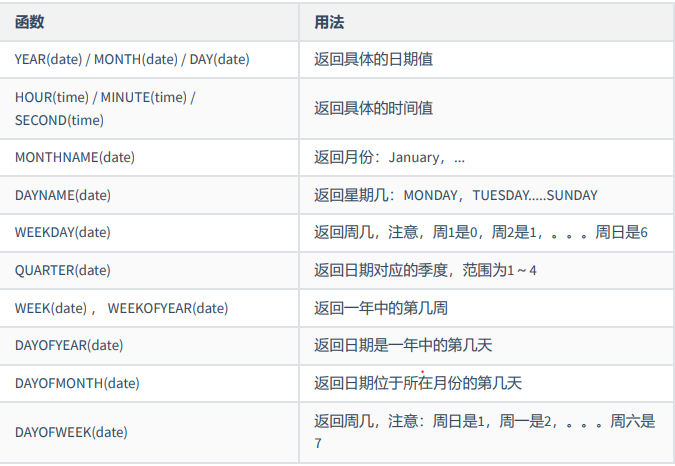 函数 用法
YEAR(date) / MONTH(date) / DAY(date) 返回具体的日期值
HOUR(time) / MINUTE(time) /
SECOND(time) 返回具体的时间值
MONTHNAME(date) 返回月份：January，...
DAYNAME(date) 返回星期几：MONDAY，TUESDAY.....SUNDAY
WEEKDAY(date) 返回周几，注意，周1是0，周2是1，。。。周日是6
QUARTER(date) 返回日期对应的季度，范围为1～4
WEEK(date) ， WEEKOFYEAR(date) 返回一年中的第几周
DAYOFYEAR(date) 返回日期是一年中的第几天
DAYOFMONTH(date) 返回日期位于所在月份的第几天
DAYOFWEEK(date) 返回周几，注意：周日是1，周一是2，。。。周六是
7